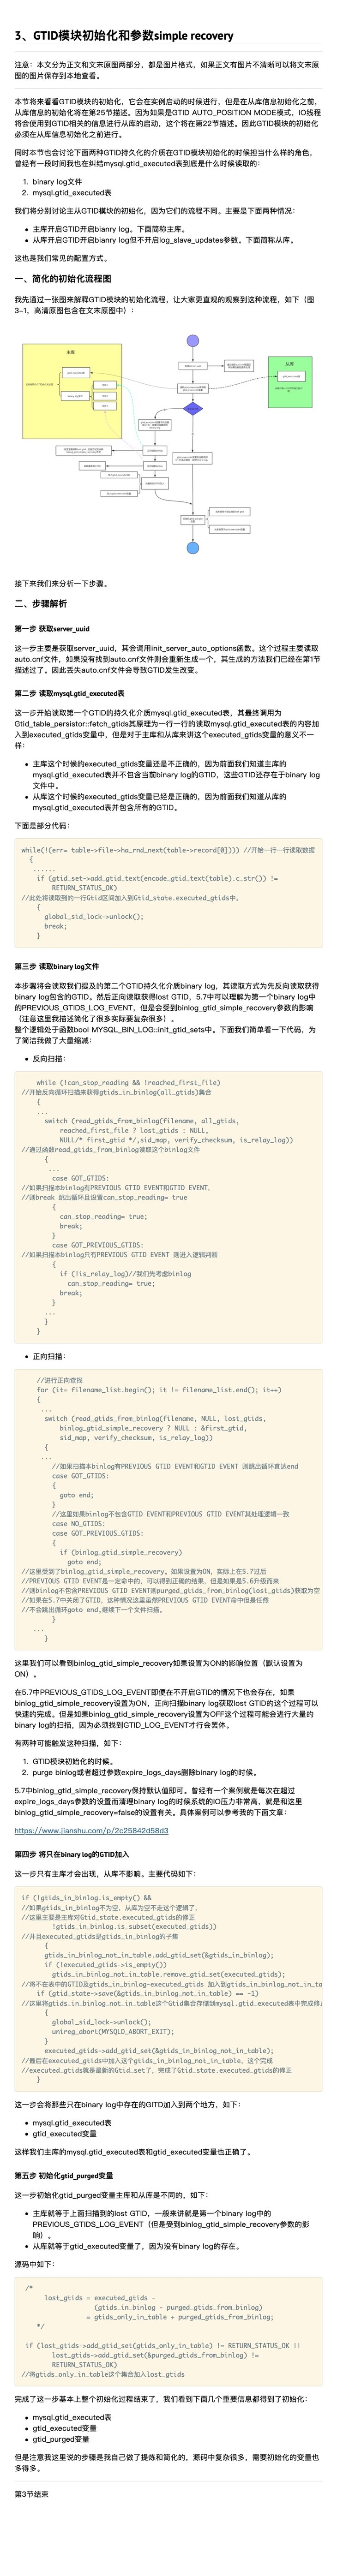 3、GTID模块初始化和参数simple recovery
注意：本文分为正文和文末原图两部分，都是图片格式，如果正文有图片不清晰可以将文末原
图的图片保存到本地查看。
本节将来看看GTID模块的初始化，它会在实例启动的时候进行，但是在从库信息初始化之前，
从库信息的初始化将在第25节描述。因为如果是GTID AUTO_POSITION MODE模式，IO线程
将会使用到GTID相关的信息进行从库的启动，这个将在第22节描述。因此GTID模块的初始化
必须在从库信息初始化之前进行。
同时本节也会讨论下面两种GTID持久化的介质在GTID模块初始化的时候担当什么样的角色，
曾经有一段时间我也在纠结mysql.gtid_executed表到底是什么时候读取的：
1. binary log文件
2. mysql.gtid_executed表
我们将分别讨论主从GTID模块的初始化，因为它们的流程不同。主要是下面两种情况：
• 主库开启GTID开启bianry log。下面简称主库。
• 从库开启GTID开启bianry log但不开启log_slave_updates参数。下面简称从库。
这也是我们常见的配置方式。
一、简化的初始化流程图
我先通过一张图来解释GTID模块的初始化流程，让大家更直观的观察到这种流程，如下（图
3-1，高清原图包含在文末原图中）：
主库
从库
接下来我们来分析一下步骤。
二、步骤解析
第一步 获取server_uuid
这一步主要是获取server_uuid，其会调用init_server_auto_options函数。这个过程主要读取
auto.cnf文件，如果没有找到auto.cnf文件则会重新生成一个，其生成的方法我们已经在第1节
描述过了。因此丢失auto.cnf文件会导致GTID发生改变。
第二步 读取mysql.gtid_executed表
这一步开始读取第一个GTID的持久化介质mysql.gtid_executed表，其最终调用为
Gtid_table_persistor::fetch_gtids其原理为一行一行的读取mysql.gtid_executed表的内容加
入到executed_gtids变量中，但是对于主库和从库来讲这个executed_gtids变量的意义不一
样：
• 主库这个时候的executed_gtids变量还是不正确的，因为前面我们知道主库的
mysql.gtid_executed表并不包含当前binary log的GTID，这些GTID还存在于binary log
文件中。
• 从库这个时候的executed_gtids变量已经是正确的，因为前面我们知道从库的
mysql.gtid_executed表并包含所有的GTID。
下面是部分代码：
while(!(err= table->file->ha_rnd_next(table->record[0]))) //开始一行一行读取数据
{
......
if (gtid_set->add_gtid_text(encode_gtid_text(table).c_str()) !=
RETURN_STATUS_OK)
//此处将读取到的一行Gtid区间加入到Gtid_state.executed_gtids中。
{
global_sid_lock->unlock();
break;
}
第三步 读取binary log文件
本步骤将会读取我们提及的第二个GTID持久化介质binary log，其读取方式为先反向读取获得
binary log包含的GTID。然后正向读取获得lost GTID，5.7中可以理解为第一个binary log中
的PREVIOUS_GTIDS_LOG_EVENT，但是会受到binlog_gtid_simple_recovery参数的影响
（注意这里我描述简化了很多实际要复杂很多）。
整个逻辑处于函数bool MYSQL_BIN_LOG::init_gtid_sets中。下面我们简单看一下代码，为
了简洁我做了大量缩减：
• 反向扫描：
while (!can_stop_reading && !reached_first_file)
//开始反向循环扫描来获得gtids_in_binlog(all_gtids)集合
{
...
switch (read_gtids_from_binlog(filename, all_gtids,
reached_first_file ? lost_gtids : NULL,
NULL/* first_gtid */,sid_map, verify_checksum, is_relay_log))
//通过函数read_gtids_from_binlog读取这个binlog文件
{
...
case GOT_GTIDS:
//如果扫描本binlog有PREVIOUS GTID EVENT和GTID EVENT,
//则break 跳出循环且设置can_stop_reading= true
{
can_stop_reading= true;
break;
}
case GOT_PREVIOUS_GTIDS:
//如果扫描本binlog只有PREVIOUS GTID EVENT 则进入逻辑判断
{
if (!is_relay_log)//我们先考虑binlog
can_stop_reading= true;
break;
}
...
}
}
• 正向扫描：
//进行正向查找
for (it= filename_list.begin(); it != filename_list.end(); it++)
{
...
switch (read_gtids_from_binlog(filename, NULL, lost_gtids,
binlog_gtid_simple_recovery ? NULL : &first_gtid,
sid_map, verify_checksum, is_relay_log))
{
...
//如果扫描本binlog有PREVIOUS GTID EVENT和GTID EVENT 则跳出循环直达end
case GOT_GTIDS:
{
goto end;
}
//这里如果binlog不包含GTID EVENT和PREVIOUS GTID EVENT其处理逻辑一致
case NO_GTIDS:
case GOT_PREVIOUS_GTIDS:
{
if (binlog_gtid_simple_recovery)
goto end;
//这里受到了binlog_gtid_simple_recovery。如果设置为ON，实际上在5.7过后
//PREVIOUS GTID EVENT是一定命中的，可以得到正确的结果，但是如果是5.6升级而来
//则binlog不包含PREVIOUS GTID EVENT则purged_gtids_from_binlog(lost_gtids)获取为空
//如果在5.7中关闭了GTID，这种情况这里虽然PREVIOUS GTID EVENT命中但是任然
//不会跳出循环goto end,继续下一个文件扫描。
}
...
}
这里我们可以看到binlog_gtid_simple_recovery如果设置为ON的影响位置（默认设置为
ON）。
在5.7中PREVIOUS_GTIDS_LOG_EVENT即便在不开启GTID的情况下也会存在，如果
binlog_gtid_simple_recovery设置为ON，正向扫描binary log获取lost GTID的这个过程可以
快速的完成。但是如果binlog_gtid_simple_recovery设置为OFF这个过程可能会进行大量的
binary log的扫描，因为必须找到GTID_LOG_EVENT才行会罢休。
有两种可能触发这种扫描，如下：
1. GTID模块初始化的时候。
2. purge binlog或者超过参数expire_logs_days删除binary log的时候。
5.7中binlog_gtid_simple_recovery保持默认值即可。曾经有一个案例就是每次在超过
expire_logs_days参数的设置而清理binary log的时候系统的IO压力非常高，就是和这里
binlog_gtid_simple_recovery=false的设置有关。具体案例可以参考我的下面文章：
https://www.jianshu.com/p/2c25842d58d3
第四步 将只在binary log的GTID加入
这一步只有主库才会出现，从库不影响。主要代码如下：
if (!gtids_in_binlog.is_empty() &&
//如果gtids_in_binlog不为空，从库为空不走这个逻辑了，
//这里主要是主库对Gtid_state.executed_gtids的修正
!gtids_in_binlog.is_subset(executed_gtids))
//并且executed_gtids是gtids_in_binlog的子集
{
gtids_in_binlog_not_in_table.add_gtid_set(&gtids_in_binlog);
if (!executed_gtids->is_empty())
gtids_in_binlog_not_in_table.remove_gtid_set(executed_gtids);
//将不在表中的GTID及gtids_in_binlog-executed_gtids 加入到gtids_in_binlog_not_in_ta
if (gtid_state->save(&gtids_in_binlog_not_in_table) == -1)
//这里将gtids_in_binlog_not_in_table这个Gtid集合存储到mysql.gtid_executed表中完成修正
{
global_sid_lock->unlock();
unireg_abort(MYSQLD_ABORT_EXIT);
}
executed_gtids->add_gtid_set(&gtids_in_binlog_not_in_table);
//最后在executed_gtids中加入这个gtids_in_binlog_not_in_table，这个完成
//executed_gtids就是最新的Gtid_set了，完成了Gtid_state.executed_gtids的修正
}
这一步会将那些只在binary log中存在的GITD加入到两个地方，如下：
• mysql.gtid_executed表
• gtid_executed变量
这样我们主库的mysql.gtid_executed表和gtid_executed变量也正确了。
第五步 初始化gtid_purged变量
这一步初始化gtid_purged变量主库和从库是不同的，如下：
• 主库就等于上面扫描到的lost GTID，一般来讲就是第一个binary log中的
PREVIOUS_GTIDS_LOG_EVENT（但是受到binlog_gtid_simple_recovery参数的影
响）。
• 从库就等于gtid_executed变量了，因为没有binary log的存在。
源码中如下：
/*
lost_gtids = executed_gtids -
(gtids_in_binlog - purged_gtids_from_binlog)
= gtids_only_in_table + purged_gtids_from_binlog;
*/
if (lost_gtids->add_gtid_set(gtids_only_in_table) != RETURN_STATUS_OK ||
lost_gtids->add_gtid_set(&purged_gtids_from_binlog) !=
RETURN_STATUS_OK)
//将gtids_only_in_table这个集合加入lost_gtids
完成了这一步基本上整个初始化过程结束了，我们看到下面几个重要信息都得到了初始化：
• mysql.gtid_executed表
• gtid_executed变量
• gtid_purged变量
但是注意我这里说的步骤是我自己做了提炼和简化的，源码中复杂很多，需要初始化的变量也
多得多。
第3节结束